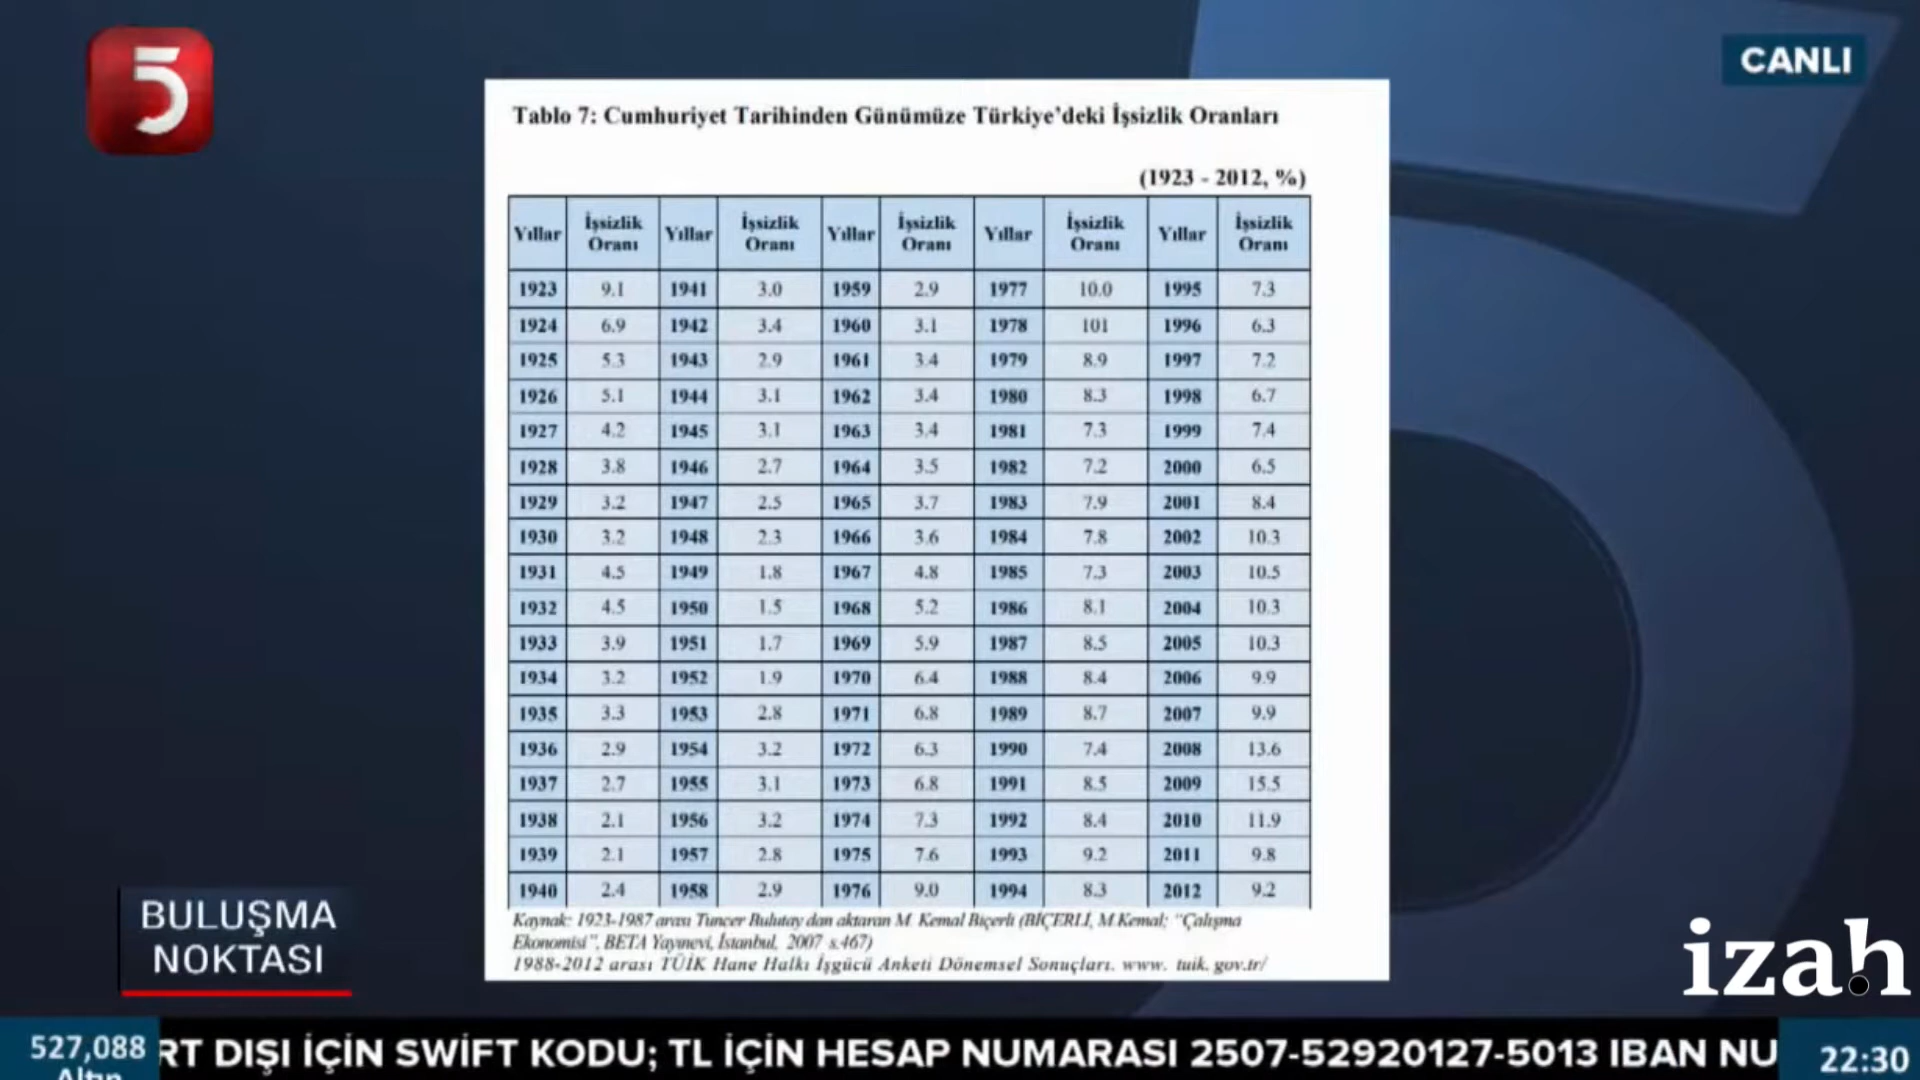 5
CANLI
Tablo 7: Cumhuriyet Tarihinden Günümüze Türkiye'deki İşsizlik Oranları
(1923 - 2012, %)
Yıllar İşsizlik Oranı Yıllar İşsizlik Oranı Yıllar İşsizlik Oranı Yıllar İşsizlik Oranı Yıllar İşsizlik Oranı
1923 9.1 1941 3.0 1959 2.9 1977 10.0 1995 7.3
1924 6.9 1942 3.4 1960 3.1 1978 101 1996 6.3
1925 5.3 1943 2.9 1961 3.4 1979 8.9 1997 7.2
1926 5.1 1944 3.1 1962 3.4 1980 8.3 1998 6.7
1927 4.2 1945 3.1 1963 3.4 1981 7.3 1999 7.4
1928 3.8 1946 2.7 1964 3.5 1982 7.2 2000 6.5
1929 3.2 1947 2.5 1965 3.7 1983 7.9 2001 8.4
1930 3.2 1948 2.3 1966 3.6 1984 7.8 2002 10.3
1931 4.5 1949 1.8 1967 4.8 1985 7.3 2003 10.5
1932 4.5 1950 1.5 1968 5.2 1986 8.1 2004 10.3
1933 3.9 1951 1.7 1969 5.9 1987 8.5 2005 10.3
1934 3.2 1952 1.9 1970 6.4 1988 8.4 2006 9.9
1935 3.3 1953 2.8 1971 6.8 1989 8.7 2007 9.9
1936 2.9 1954 3.2 1972 6.3 1990 7.4 2008 13.6
1937 2.7 1955 3.1 1973 6.8 1991 8.5 2009 15.5
1938 2.1 1956 3.2 1974 7.3 1992 8.4 2010 11.9
1939 2.1 1957 2.8 1975 7.6 1993 9.2 2011 9.8
1940 2.4 1958 2.9 1976 9.0 1994 8.3 2012 9.2
Kaynak: 1923-1987 arası Tuncer Bulutay dan aktaran M. Kemal Biçerli (BİÇERLİ, M.Kemal; "Çalışma
Ekonomisi", BETA Yayınevi, İstanbul, 2007 s.467)
1988-2012 arası TÜİK Hane Halkı İşgücü Anketi Dönemsel Sonuçları. www. tuik. gov.tr/
BULUŞMA
NOKTASI
izah
527,088
Altın
RT DIŞI İÇİN SWİFT KODU; TL İÇİN HESAP NUMARASI 2507-52920127-5013 IBAN NU
22:30